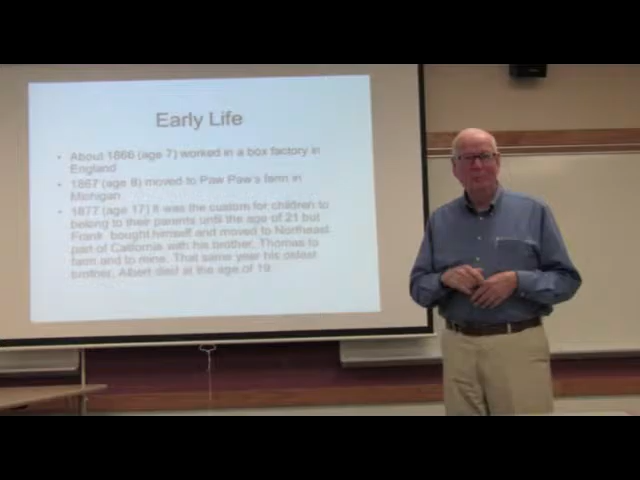 Early Life
• About 1866 (age 7) worked in a box factory in
England
• 1867 (age 8) moved to Paw Paw's farm in
Michigan
• 1877 (age 17) It was the custom for children to
belong to their parents until the age of 21 but
Frank bought himself and moved to Northeast
part of California with his brother, Thomas to
farm and to mine. That same year his oldest
brother, Albert died at the age of 19.